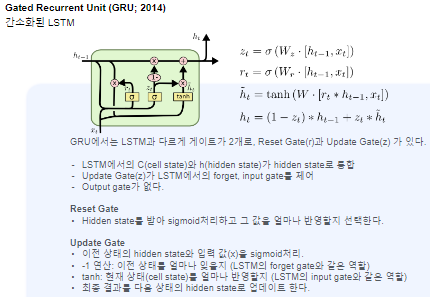 Gated Recurrent Unit (GRU; 2014)
간소화된 LSTM
h_t
h_{t-1}
z_t = σ (W_z · [h_{t-1}, x_t])
r_t = σ (W_r · [h_{t-1}, x_t])
h̃_t = tanh (W · [r_t * h_{t-1}, x_t])
h_t = (1 − z_t) * h_{t-1} + z_t * h̃_t
1-
r_t z_t h̃_t
σ σ tanh
x_t
GRU에서는 LSTM과 다르게 게이트가 2개로, Reset Gate(r)과 Update Gate(z) 가 있다.
- LSTM에서의 C(cell state)와 h(hidden state)가 hidden state로 통합
- Update Gate(z)가 LSTM에서의 forget, input gate를 제어
- Output gate가 없다.
Reset Gate
- Hidden state를 받아 sigmoid처리하고 그 값을 얼마나 반영할지 선택한다.
Update Gate
- 이전 상태의 hidden state와 입력 값(x)을 sigmoid처리.
- -1 연산: 이전 상태를 얼마나 잊을지 (LSTM의 forget gate와 같은 역할)
- tanh: 현재 상태(cell state)를 얼마나 반영할지 (LSTM의 input gate와 같은 역할)
- 최종 결과를 다음 상태의 hidden state로 업데이트 한다.